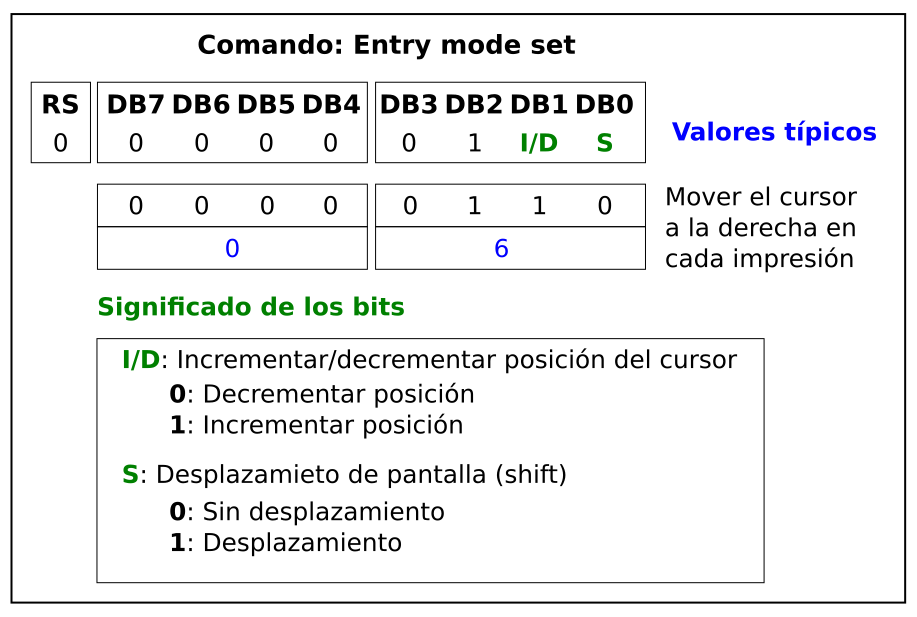 Comando: Entry mode set
RS DB7 DB6 DB5 DB4 DB3 DB2 DB1 DB0
0 0 0 0 0 0 1 I/D S
Valores típicos
0 0 0 0 0 1 1 0
0 6
Mover el cursor
a la derecha en
cada impresión
Significado de los bits
I/D: Incrementar/decrementar posición del cursor
0: Decrementar posición
1: Incrementar posición
S: Desplazamieto de pantalla (shift)
0: Sin desplazamiento
1: Desplazamiento